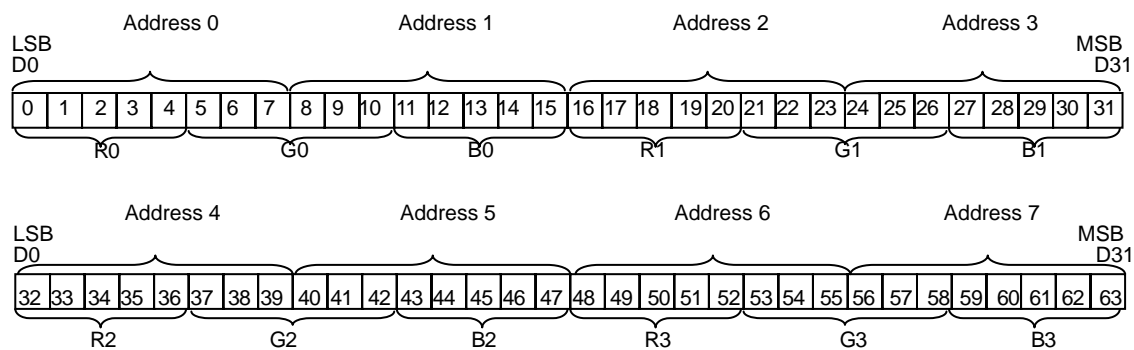 Address 0 Address 1 Address 2 Address 3
LSB MSB
D0 D31
0 1 2 3 4 5 6 7 8 9 10 11 12 13 14 15 16 17 18 19 20 21 22 23 24 25 26 27 28 29 30 31
R0 G0 B0 R1 G1 B1
Address 4 Address 5 Address 6 Address 7
LSB MSB
D0 D31
32 33 34 35 36 37 38 39 40 41 42 43 44 45 46 47 48 49 50 51 52 53 54 55 56 57 58 59 60 61 62 63
R2 G2 B2 R3 G3 B3